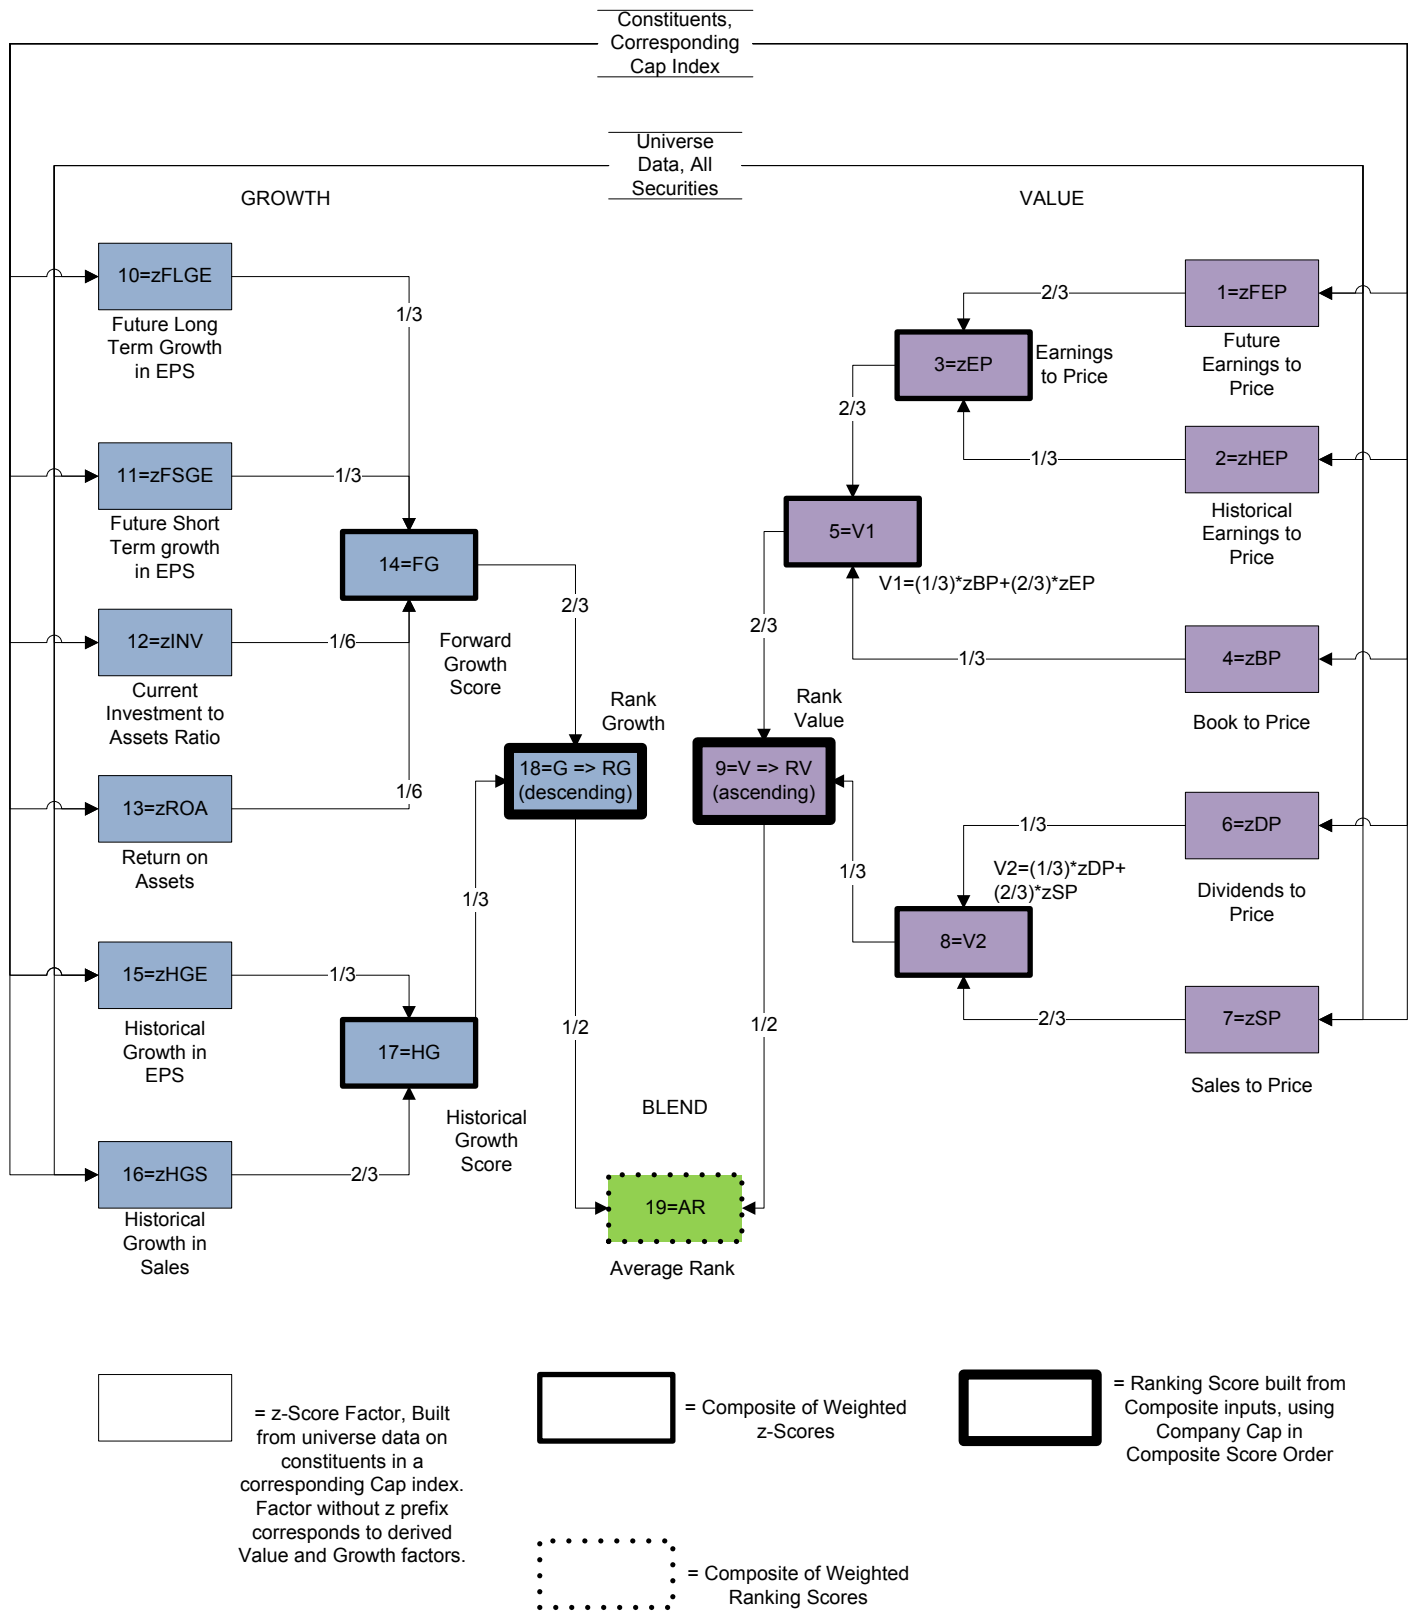 Constituents,
Corresponding
Cap Index
Universe
Data, All
Securities
GROWTH
VALUE
10=zFLGE
Future Long
Term Growth
in EPS
1/3
11=zFSGE
Future Short
Term growth
in EPS
1/3
12=zINV
Current
Investment to
Assets Ratio
1/6
13=zROA
Return on
Assets
1/6
14=FG
Forward
Growth
Score
2/3
15=zHGE
Historical
Growth in
EPS
1/3
16=zHGS
Historical
Growth in
Sales
2/3
17=HG
Historical
Growth
Score
1/3
Rank
Growth
18=G => RG
(descending)
1/2
1=zFEP
Future
Earnings to
Price
2/3
2=zHEP
Historical
Earnings to
Price
1/3
3=zEP
Earnings
to Price
2/3
4=zBP
Book to Price
1/3
5=V1
V1=(1/3)*zBP+(2/3)*zEP
2/3
6=zDP
Dividends to
Price
1/3
7=zSP
Sales to Price
2/3
V2=(1/3)*zDP+
(2/3)*zSP
8=V2
1/3
Rank
Value
9=V => RV
(ascending)
1/2
BLEND
19=AR
Average Rank
= z-Score Factor, Built
from universe data on
constituents in a
corresponding Cap index.
Factor without z prefix
corresponds to derived
Value and Growth factors.
= Composite of Weighted
z-Scores
= Ranking Score built from
Composite inputs, using
Company Cap in
Composite Score Order
= Composite of Weighted
Ranking Scores